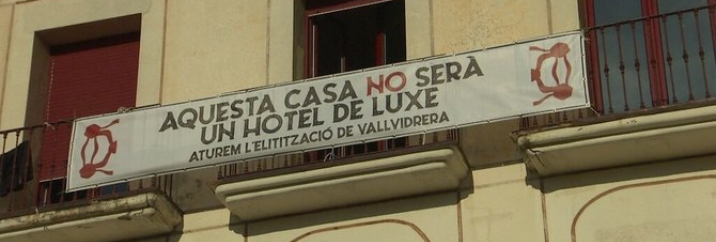 AQUESTA CASA NO SERÀ
UN HOTEL DE LUXE
ATUREM L'ELITITZACIÓ DE VALLVIDRERA